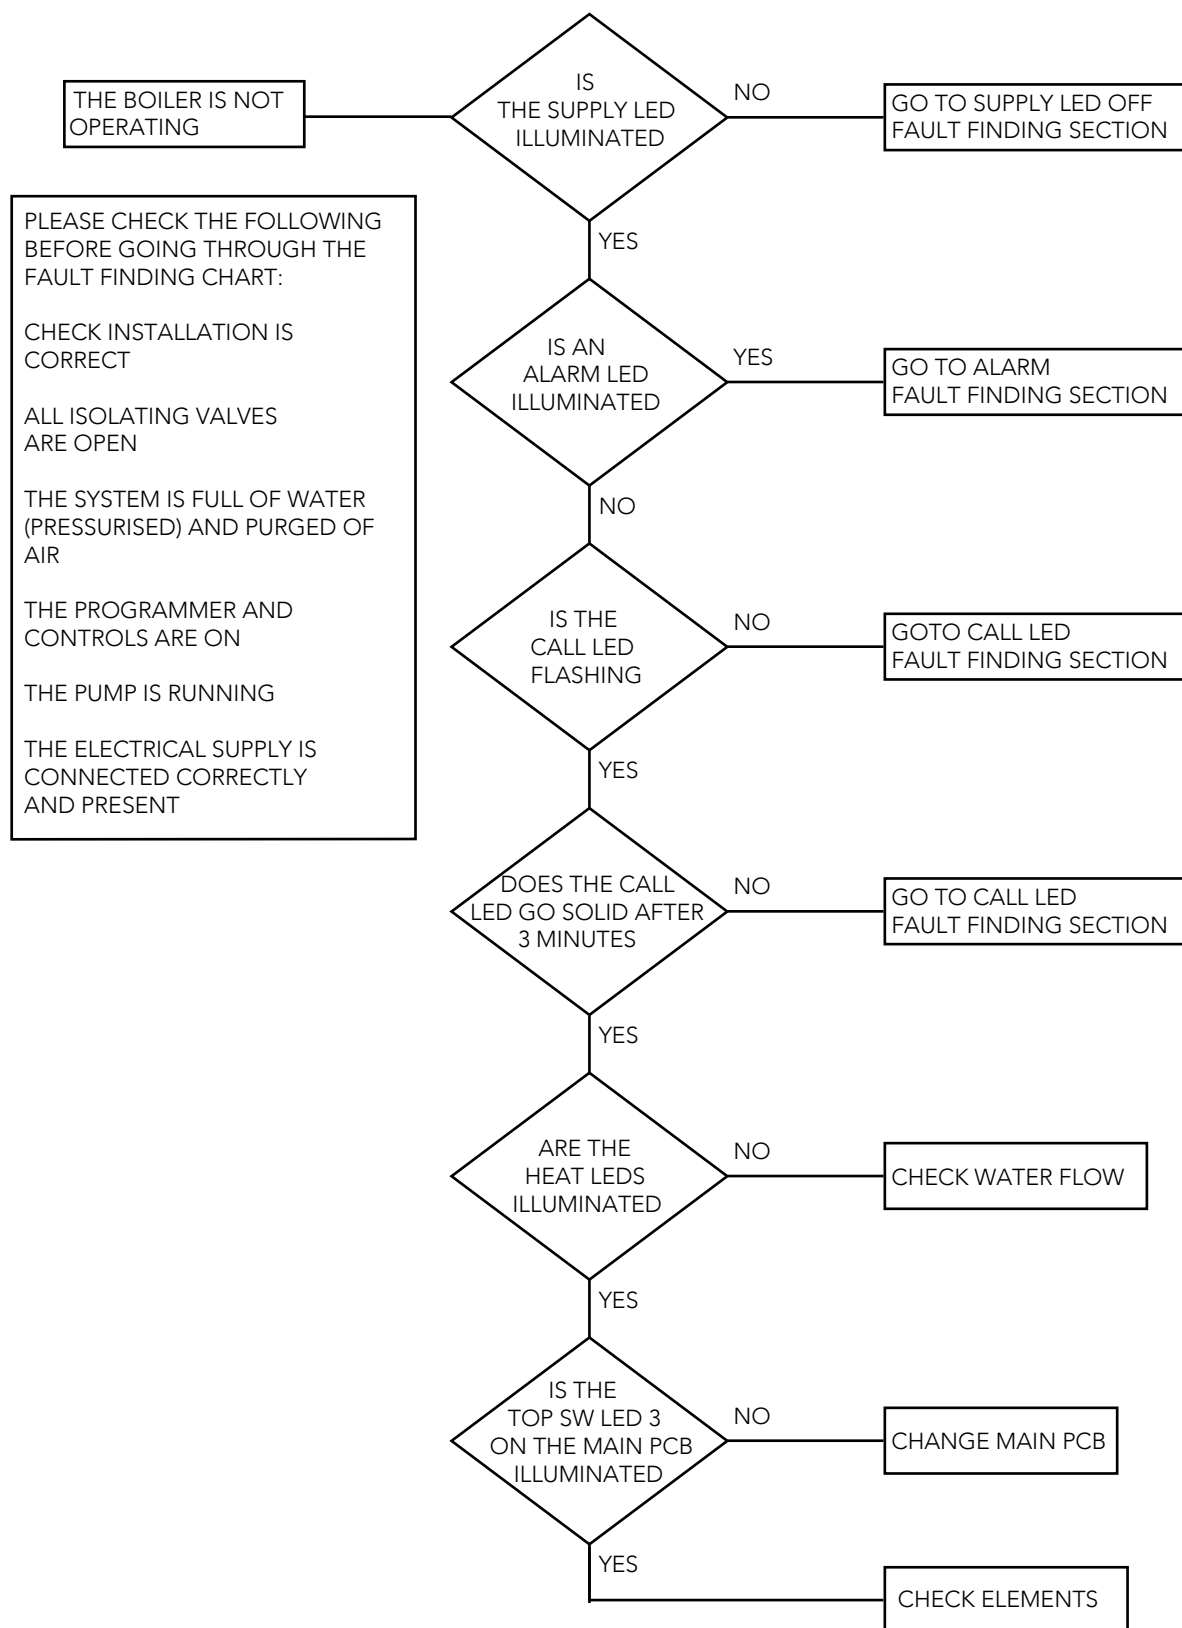 THE BOILER IS NOT
OPERATING
IS
THE SUPPLY LED
ILLUMINATED
NO
GO TO SUPPLY LED OFF
FAULT FINDING SECTION
YES
PLEASE CHECK THE FOLLOWING
BEFORE GOING THROUGH THE
FAULT FINDING CHART:
CHECK INSTALLATION IS
CORRECT
ALL ISOLATING VALVES
ARE OPEN
THE SYSTEM IS FULL OF WATER
(PRESSURISED) AND PURGED OF
AIR
THE PROGRAMMER AND
CONTROLS ARE ON
THE PUMP IS RUNNING
THE ELECTRICAL SUPPLY IS
CONNECTED CORRECTLY
AND PRESENT
IS AN
ALARM LED
ILLUMINATED
YES
GO TO ALARM
FAULT FINDING SECTION
NO
IS THE
CALL LED
FLASHING
NO
GOTO CALL LED
FAULT FINDING SECTION
YES
DOES THE CALL
LED GO SOLID AFTER
3 MINUTES
NO
GO TO CALL LED
FAULT FINDING SECTION
YES
ARE THE
HEAT LEDS
ILLUMINATED
NO
CHECK WATER FLOW
YES
IS THE
TOP SW LED 3
ON THE MAIN PCB
ILLUMINATED
NO
CHANGE MAIN PCB
YES
CHECK ELEMENTS